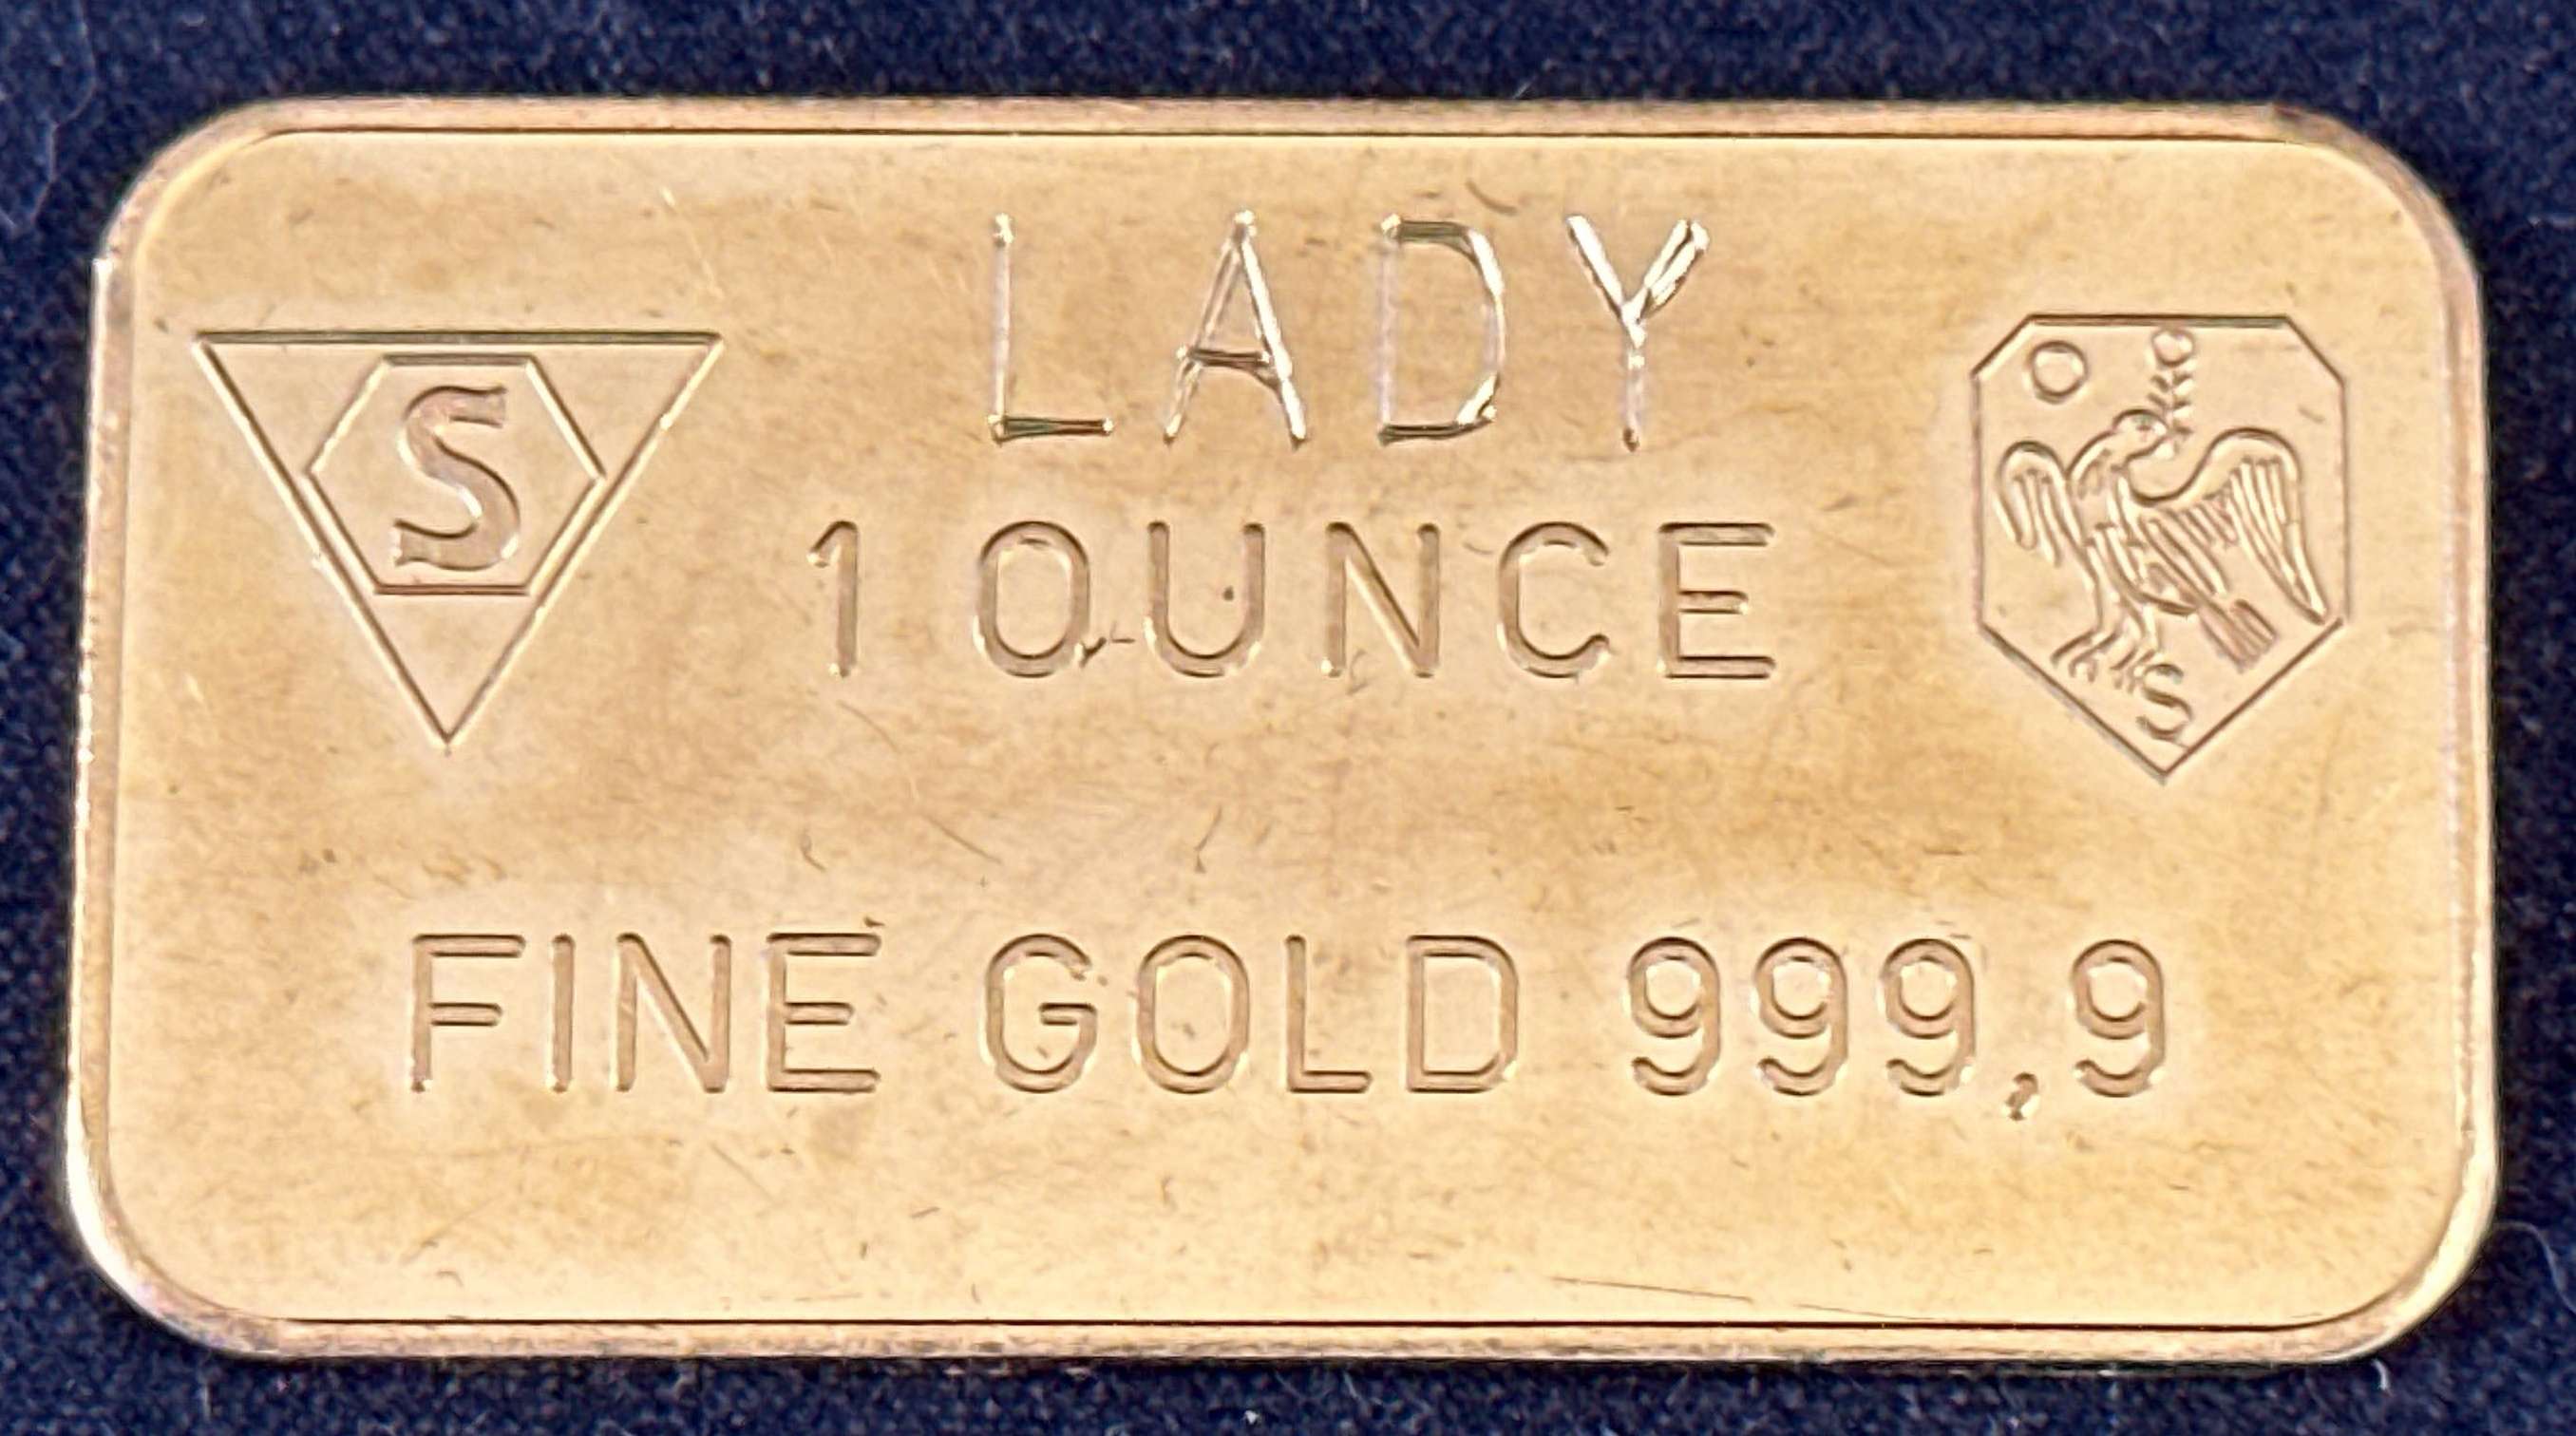 LADY
S
1 OUNCE
S
FINE GOLD 999,9